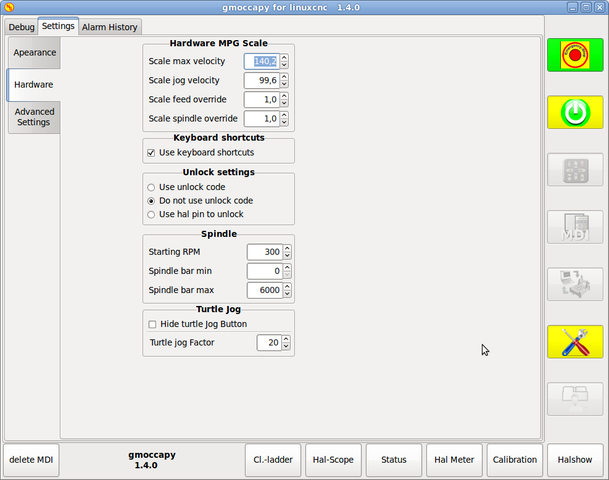 gmoccapy for linuxcnc 1.4.0
Debug Settings Alarm History
Apearance
Hardware
Advanced
Settings
Hardware MPG Scale
Scale max velocity 140,2
Scale jog velocity 99,6
Scale feed override 1,0
Scale spindle override 1,0
Keyboard shortcuts
Use keyboard shortcuts
Unlock settings
Use unlock code
Do not use unlock code
Use hal pin to unlock
Spindle
Starting RPM 300
Spindle bar min 0
Spindle bar max 6000
Turtle Jog
Hide turtle Jog Button
Turtle jog Factor 20
MDI
delete MDI
gmoccapy
1.4.0
Cl.-ladder
Hal-Scope
Status
Hal Meter
Calibration
Halshow